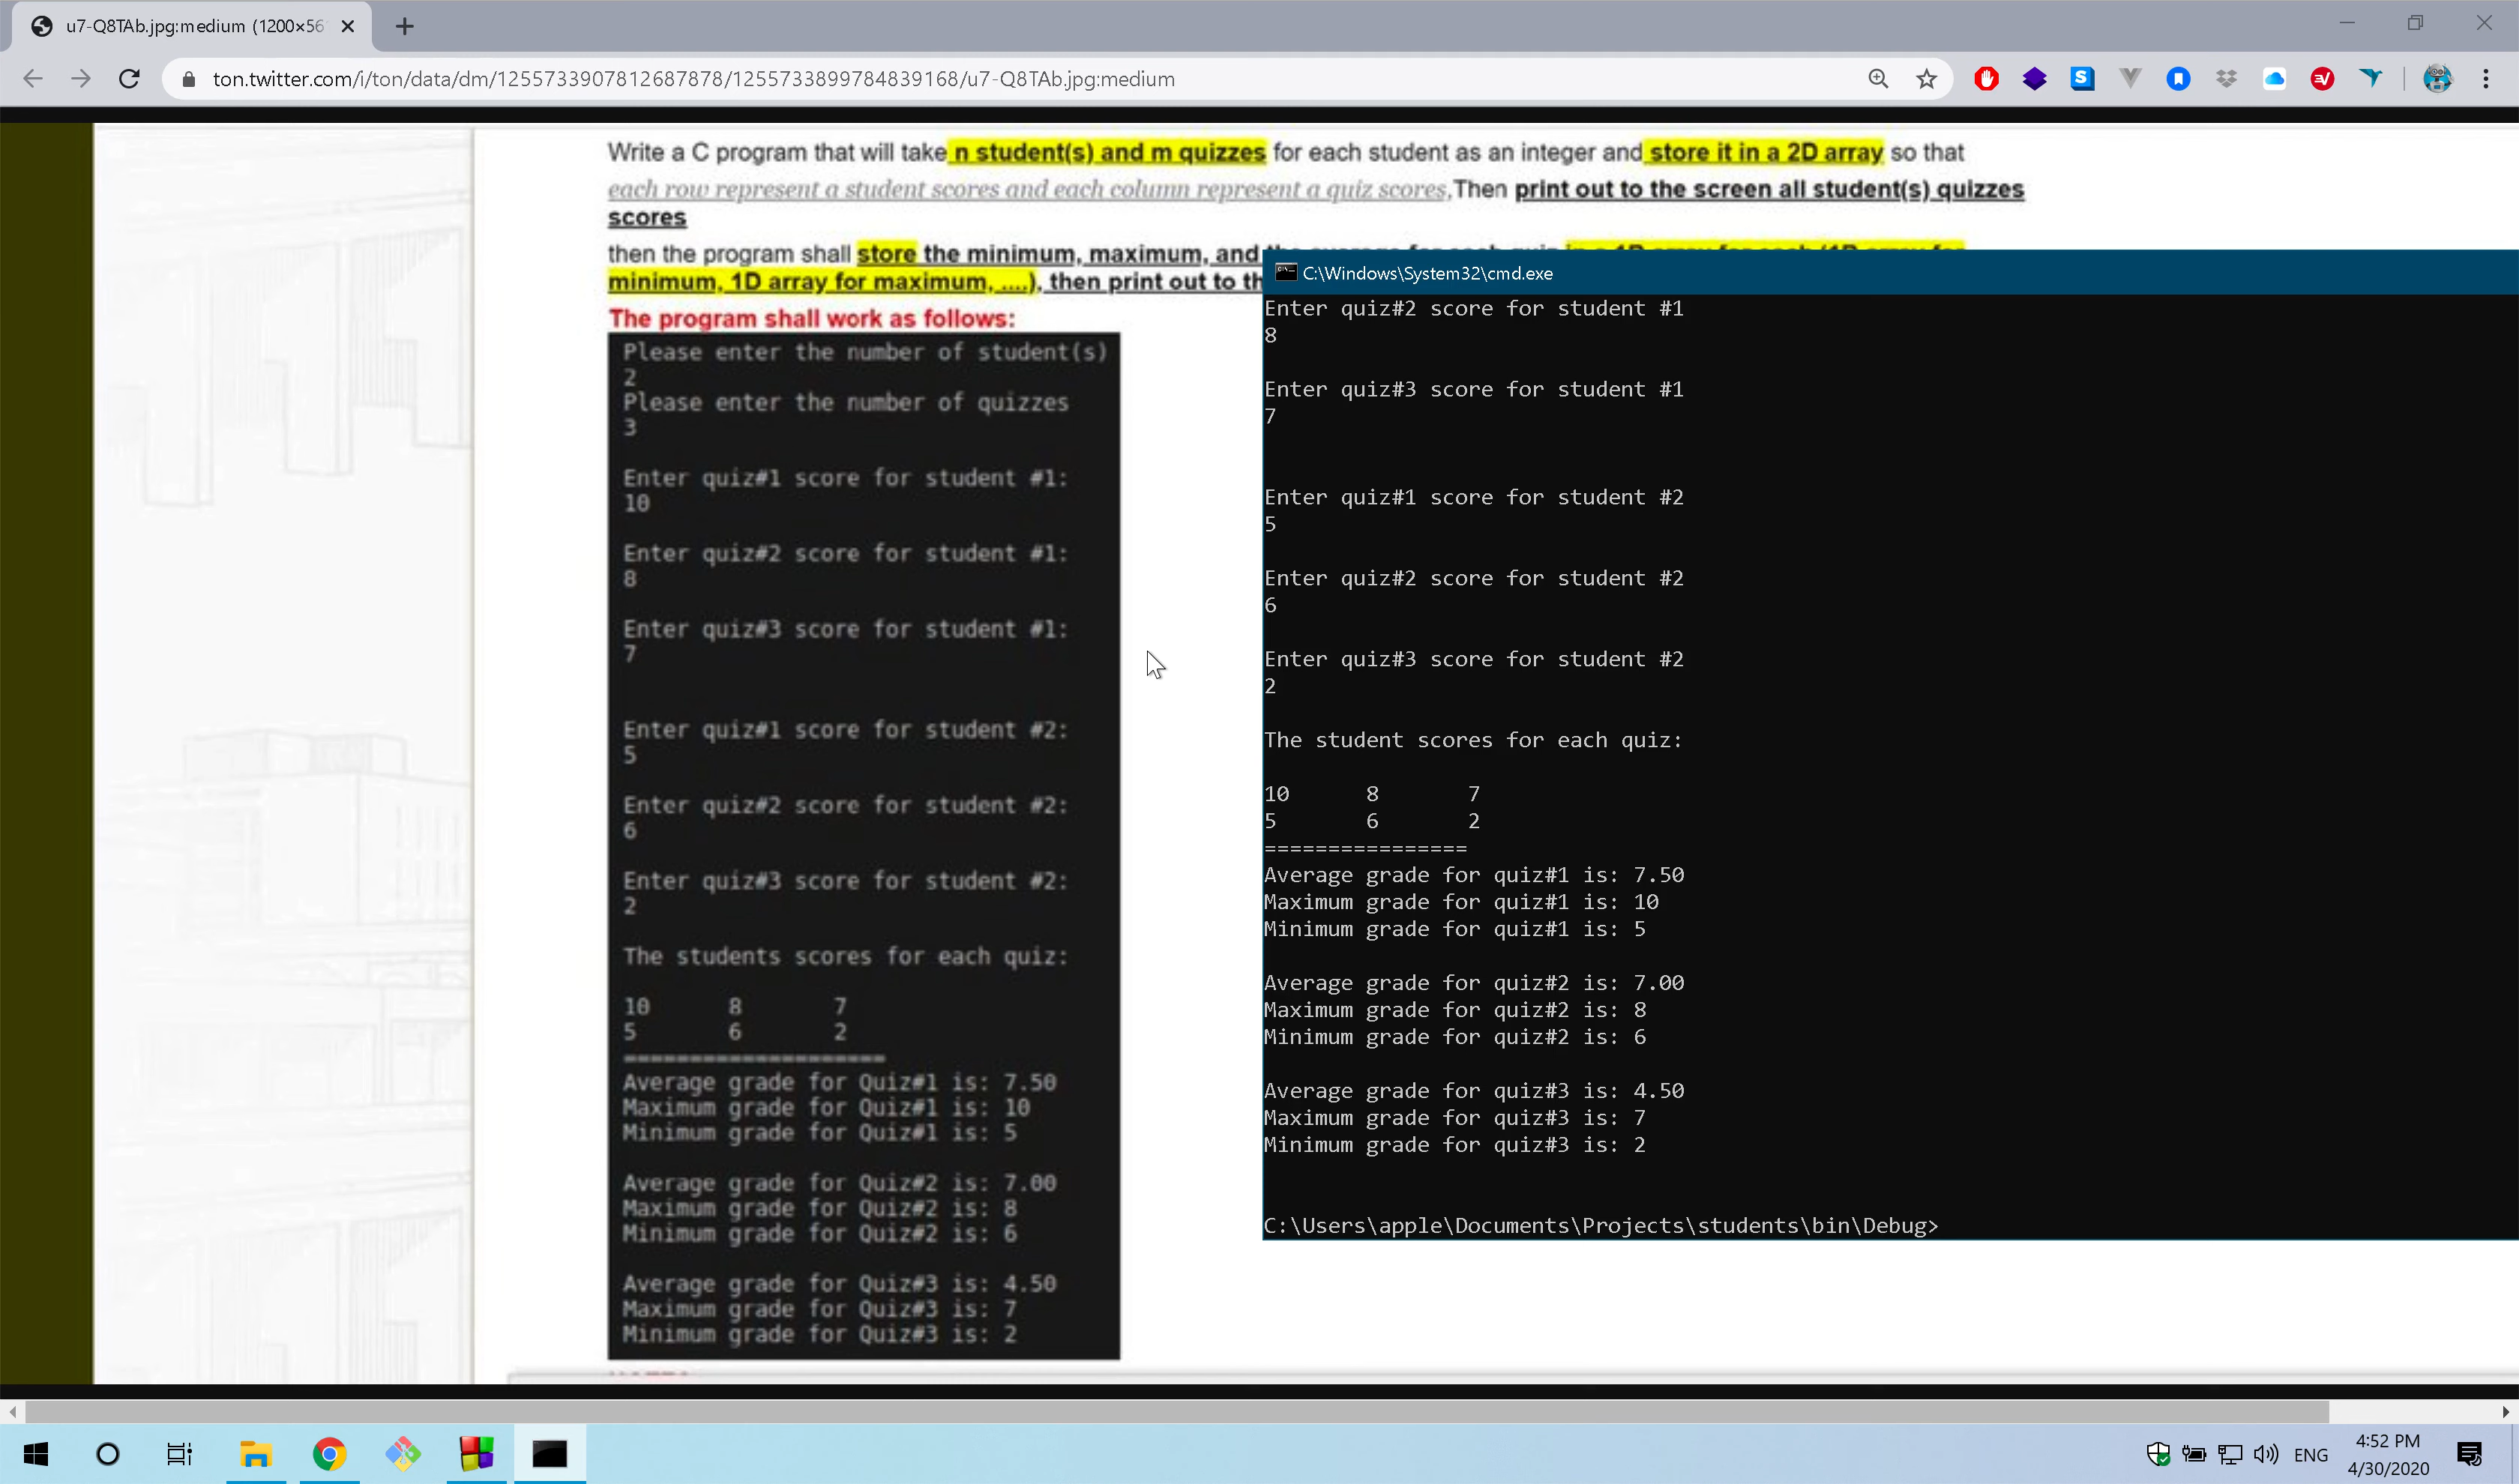 u7-Q8TAb.jpg:medium (1200×56
ton.twitter.com/i/ton/data/dm/1255733907812687878/1255733899784839168/u7-Q8TAb.jpg:medium
Write a C program that will take n student(s) and m quizzes for each student as an integer and store it in a 2D array so that
each row represent a student scores and each column represent a quiz scores,Then print out to the screen all student(s) quizzes
scores
then the program shall store the minimum, maximum, and the average for each quiz in a 1D array for each (1D array for
minimum, 1D array for maximum, ....), then print out to th
The program shall work as follows:
Please enter the number of student(s)
2
Please enter the number of quizzes
3
Enter quiz#1 score for student #1:
10
Enter quiz#2 score for student #1:
8
Enter quiz#3 score for student #1:
7
Enter quiz#1 score for student #2:
5
Enter quiz#2 score for student #2:
6
Enter quiz#3 score for student #2:
2
The students scores for each quiz:
10 8 7
5 6 2
====================
Average grade for Quiz#1 is: 7.50
Maximum grade for Quiz#1 is: 10
Minimum grade for Quiz#1 is: 5
Average grade for Quiz#2 is: 7.00
Maximum grade for Quiz#2 is: 8
Minimum grade for Quiz#2 is: 6
Average grade for Quiz#3 is: 4.50
Maximum grade for Quiz#3 is: 7
Minimum grade for Quiz#3 is: 2
C:\Windows\System32\cmd.exe
Enter quiz#2 score for student #1
8
Enter quiz#3 score for student #1
7
Enter quiz#1 score for student #2
5
Enter quiz#2 score for student #2
6
Enter quiz#3 score for student #2
2
The student scores for each quiz:
10 8 7
5 6 2
================
Average grade for quiz#1 is: 7.50
Maximum grade for quiz#1 is: 10
Minimum grade for quiz#1 is: 5
Average grade for quiz#2 is: 7.00
Maximum grade for quiz#2 is: 8
Minimum grade for quiz#2 is: 6
Average grade for quiz#3 is: 4.50
Maximum grade for quiz#3 is: 7
Minimum grade for quiz#3 is: 2
C:\Users\apple\Documents\Projects\students\bin\Debug>
ENG
4:52 PM
4/30/2020